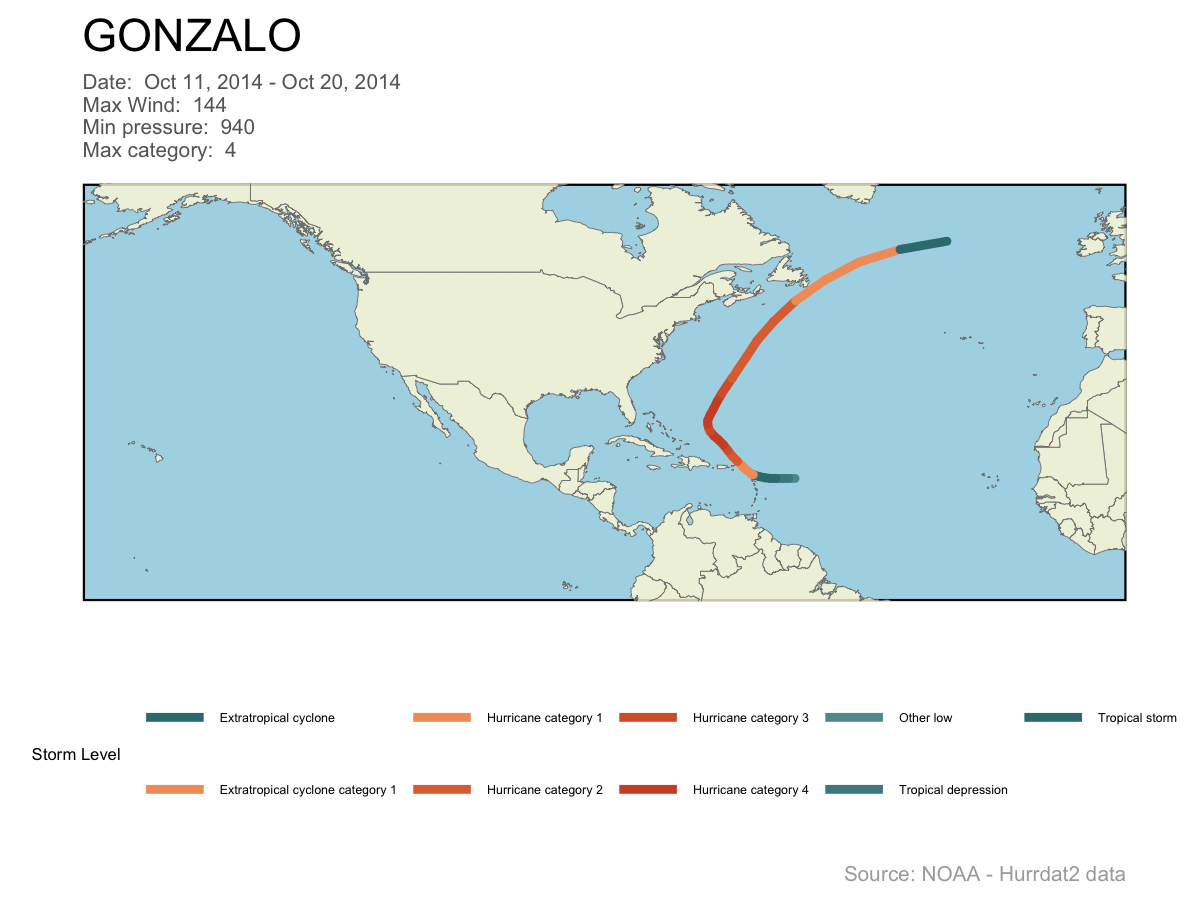 GONZALO
Date:  Oct 11, 2014 - Oct 20, 2014
Max Wind:  144
Min pressure:  940
Max category:  4
Extratropical cyclone
Hurricane category 1
Hurricane category 3
Other low
Tropical storm
Storm Level
Extratropical cyclone category 1
Hurricane category 2
Hurricane category 4
Tropical depression
Source: NOAA - Hurrdat2 data